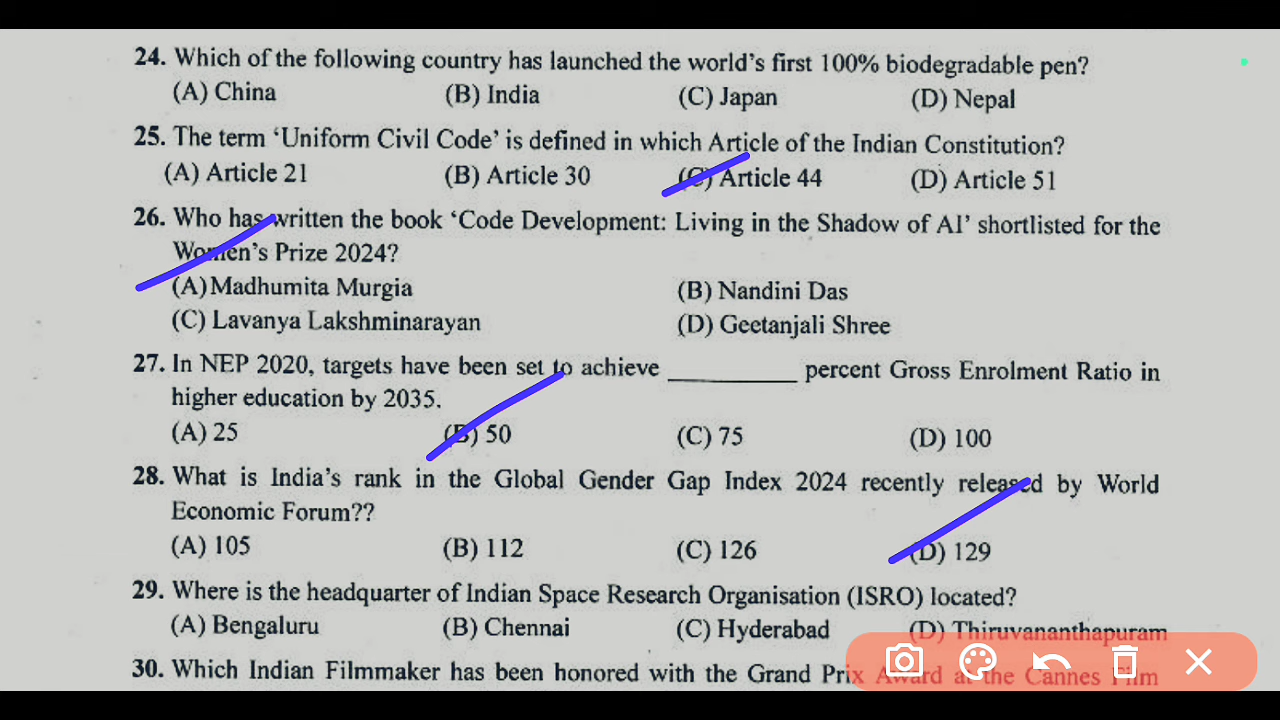 24. Which of the following country has launched the world's first 100% biodegradable pen?
(A) China (B) India (C) Japan (D) Nepal
25. The term ‘Uniform Civil Code’ is defined in which Article of the Indian Constitution?
(A) Article 21 (B) Article 30 (C) Article 44 (D) Article 51
26. Who has written the book ‘Code Development: Living in the Shadow of AI’ shortlisted for the
Women's Prize 2024?
(A) Madhumita Murgia (B) Nandini Das
(C) Lavanya Lakshminarayan (D) Geetanjali Shree
27. In NEP 2020, targets have been set to achieve __________ percent Gross Enrolment Ratio in
higher education by 2035.
(A) 25 (B) 50 (C) 75 (D) 100
28. What is India's rank in the Global Gender Gap Index 2024 recently released by World
Economic Forum??
(A) 105 (B) 112 (C) 126 (D) 129
29. Where is the headquarter of Indian Space Research Organisation (ISRO) located?
(A) Bengaluru (B) Chennai (C) Hyderabad (D) Thiruvananthapuram
30. Which Indian Filmmaker has been honored with the Grand Prix Award at the Cannes Film